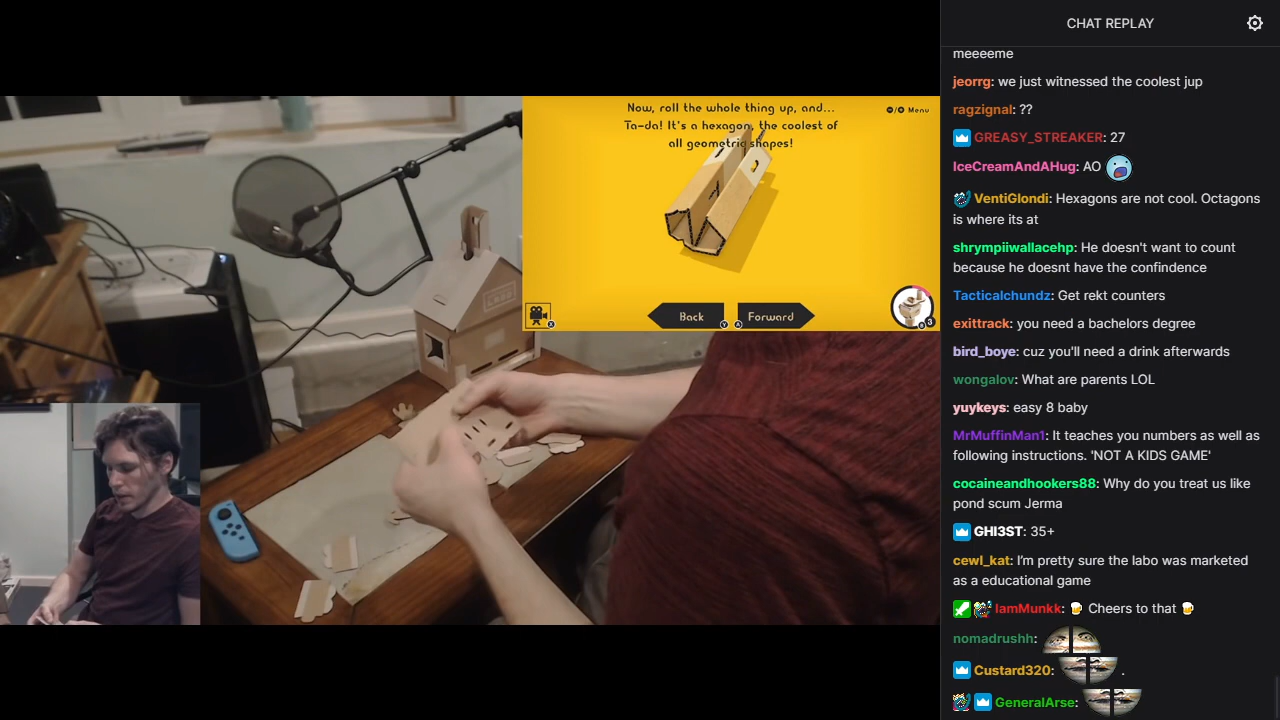 Now, roll the whole thing up, and...
Ta-da! It's a hexagon, the coolest of
all geometric shapes!
Menu
Back
Forward
CHAT REPLAY
meeeeme
jeorrg: we just witnessed the coolest jup
ragzignal: ??
GREASY_STREAKER: 27
IceCreamAndAHug: AO
VentiGlondi: Hexagons are not cool. Octagons
is where its at
shrympiiwallacehp: He doesn't want to count
because he doesnt have the confindence
Tacticalchundz: Get rekt counters
exittrack: you need a bachelors degree
bird_boye: cuz you'll need a drink afterwards
wongalov: What are parents LOL
yuykeys: easy 8 baby
MrMuffinMan1: It teaches you numbers as well as
following instructions. 'NOT A KIDS GAME'
cocaineandhookers88: Why do you treat us like
pond scum Jerma
GHI3ST: 35+
cewl_kat: I'm pretty sure the labo was marketed
as a educational game
IamMunkk: 🍺 Cheers to that 🍺
nomadrushh:
Custard320: .
GeneralArse: